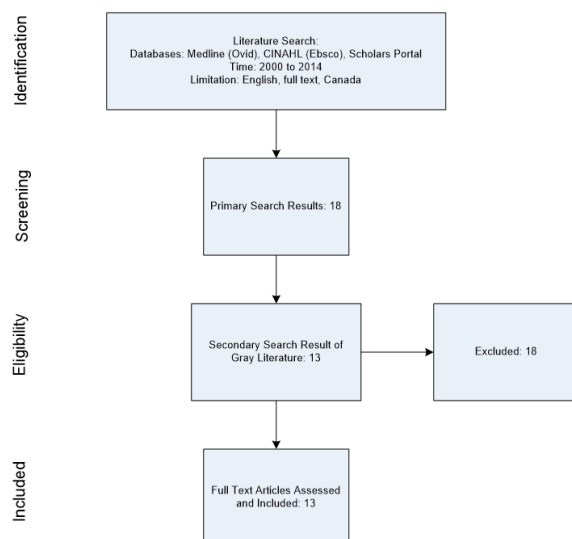 Identification
Literature Search:
Databases: Medline (Ovid), CINAHL (Ebsco), Scholars Portal
Time: 2000 to 2014
Limitation: English, full text, Canada
Screening
Primary Search Results: 18
Eligibility
Secondary Search Result of
Gray Literature: 13
Excluded: 18
Included
Full Text Articles Assessed
and Included: 13